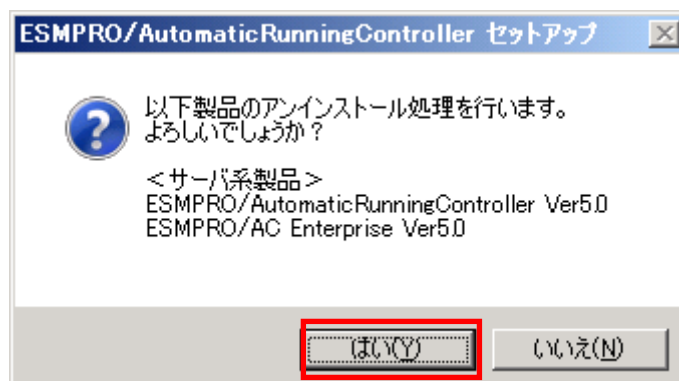 ESMPRO/AutomaticRunningController セットアップ
以下製品のアンインストール処理を行います。
よろしいでしょうか？
＜サーバ系製品＞
ESMPRO/AutomaticRunningController Ver5.0
ESMPRO/AC Enterprise Ver5.0
はい(Y)
いいえ(N)